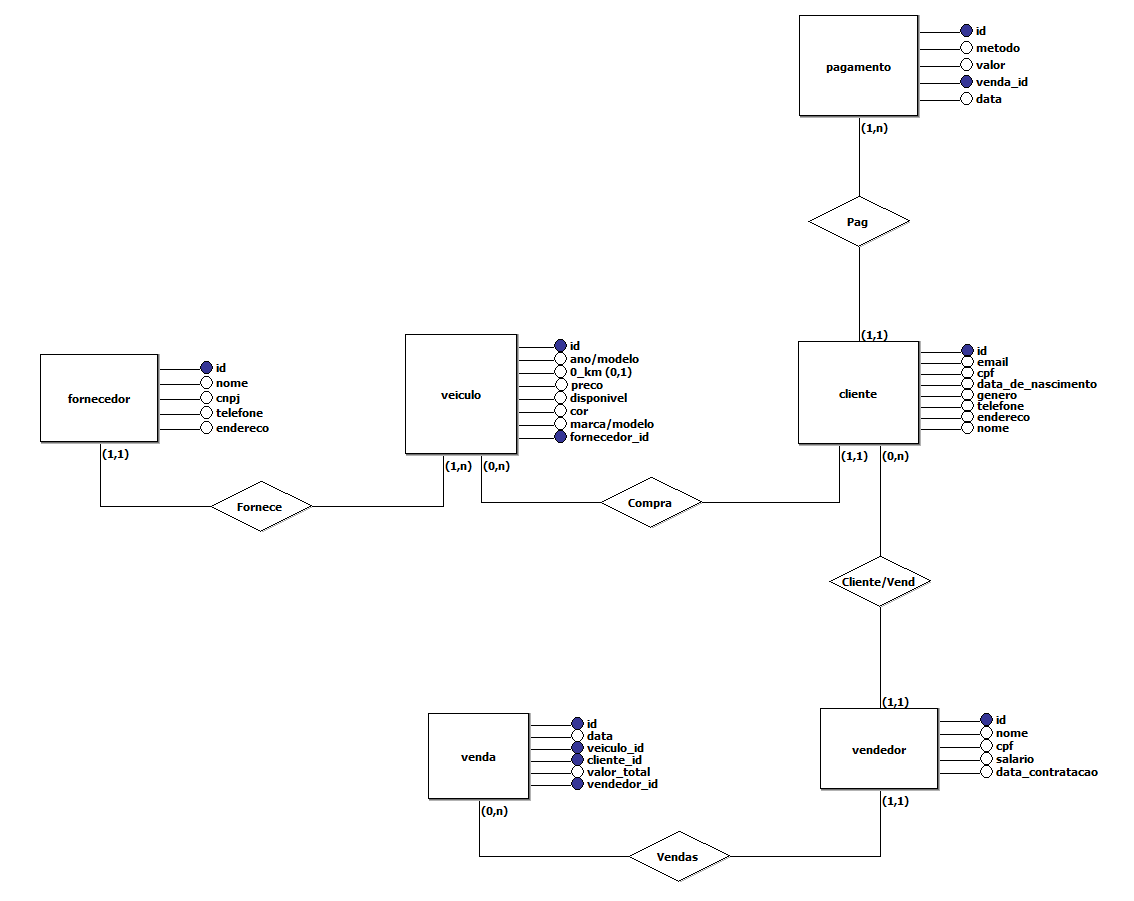 pagamento
id
metodo
valor
venda_id
data
(1,n)
Pag
(1,1)
fornecedor
id
nome
cnpj
telefone
endereco
(1,1)
Fornece
veiculo
id
ano/modelo
0_km (0,1)
preco
disponivel
cor
marca/modelo
fornecedor_id
(1,n)
(0,n)
Compra
cliente
id
email
cpf
data_de_nascimento
genero
telefone
endereco
nome
(1,1)
(0,n)
Cliente/Vend
(1,1)
venda
id
data
veiculo_id
cliente_id
valor_total
vendedor_id
(0,n)
Vendas
vendedor
id
nome
cpf
salario
data_contratacao
(1,1)